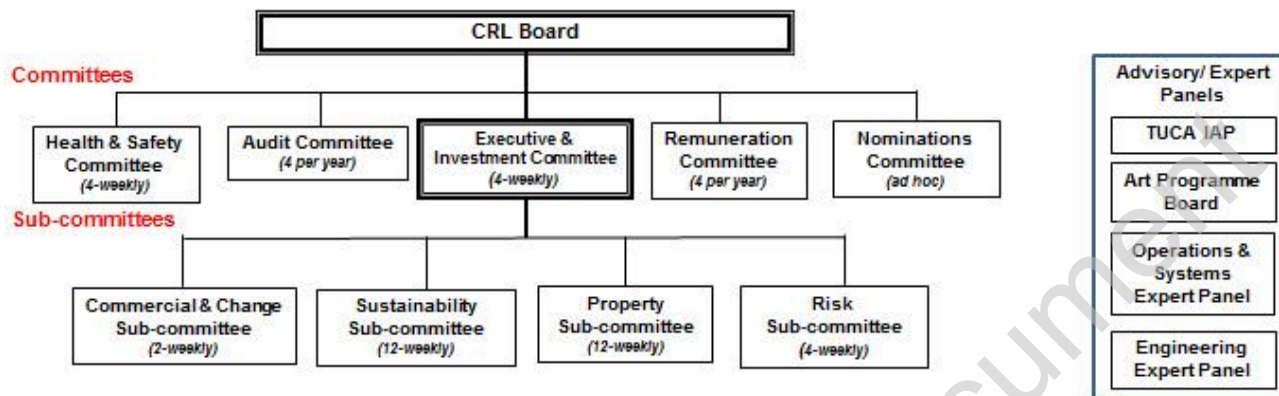 CRL Board
Committees
Health & Safety
Committee
(4-weekly)
Audit Committee
(4 per year)
Executive &
Investment Committee
(4-weekly)
Remuneration
Committee
(4 per year)
Nominations
Committee
(ad hoc)
Sub-committees
Commercial & Change
Sub-committee
(2-weekly)
Sustainability
Sub-committee
(12-weekly)
Property
Sub-committee
(12-weekly)
Risk
Sub-committee
(4-weekly)
Advisory/ Expert
Panels
TUCA IAP
Art Programme
Board
Operations &
Systems
Expert Panel
Engineering
Expert Panel